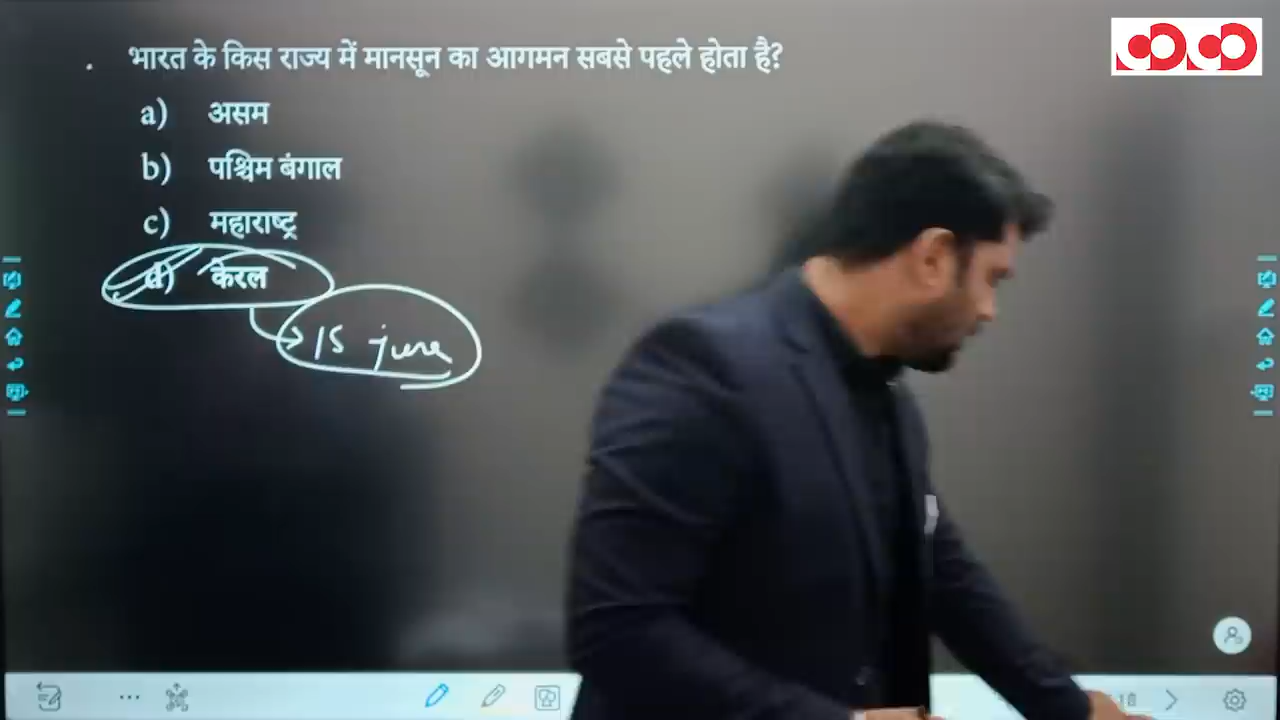 . भारत के किस राज्य में मानसून का आगमन सबसे पहले होता है?
a) असम
b) पश्चिम बंगाल
c) महाराष्ट्र
d) केरल
15 june